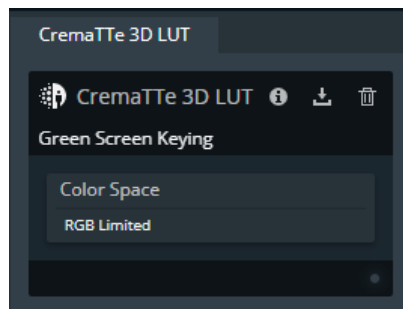 CremaTTe 3D LUT
CremaTTe 3D LUT
Green Screen Keying
Color Space
RGB Limited